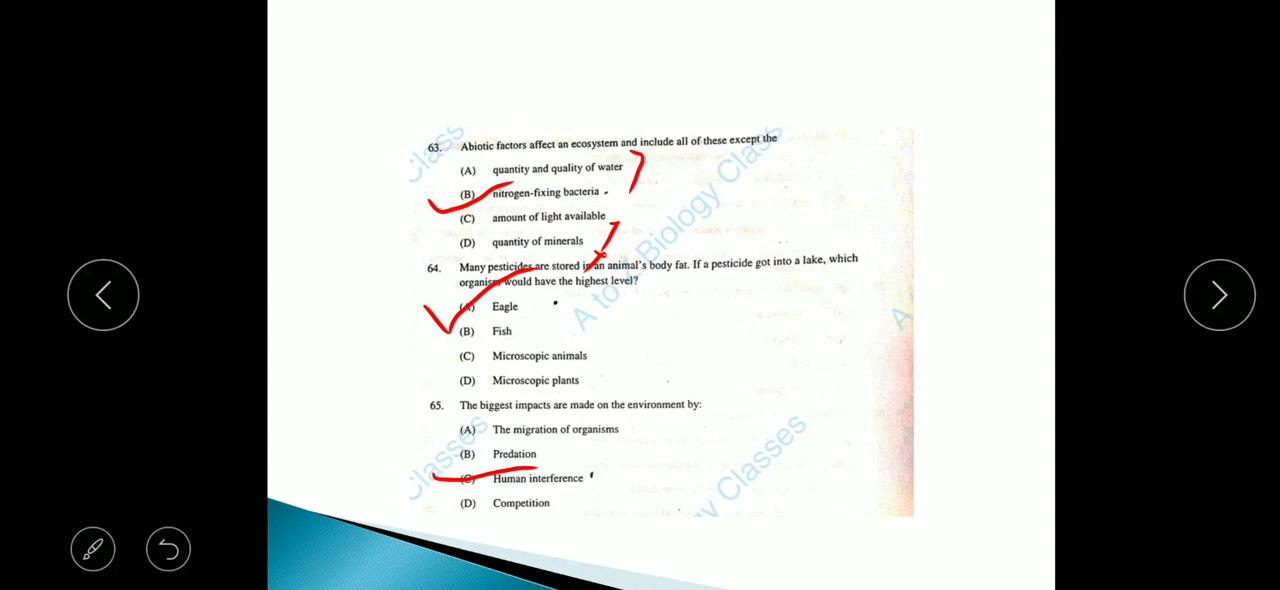 63. Abiotic factors affect an ecosystem and include all of these except the
(A) quantity and quality of water
(B) nitrogen-fixing bacteria
(C) amount of light available
(D) quantity of minerals
64. Many pesticides are stored in an animal's body fat. If a pesticide got into a lake, which
organism would have the highest level?
(A) Eagle
(B) Fish
(C) Microscopic animals
(D) Microscopic plants
65. The biggest impacts are made on the environment by:
(A) The migration of organisms
(B) Predation
(C) Human interference
(D) Competition
Class
A to Z Biology Class
Classes
gy Classes
A